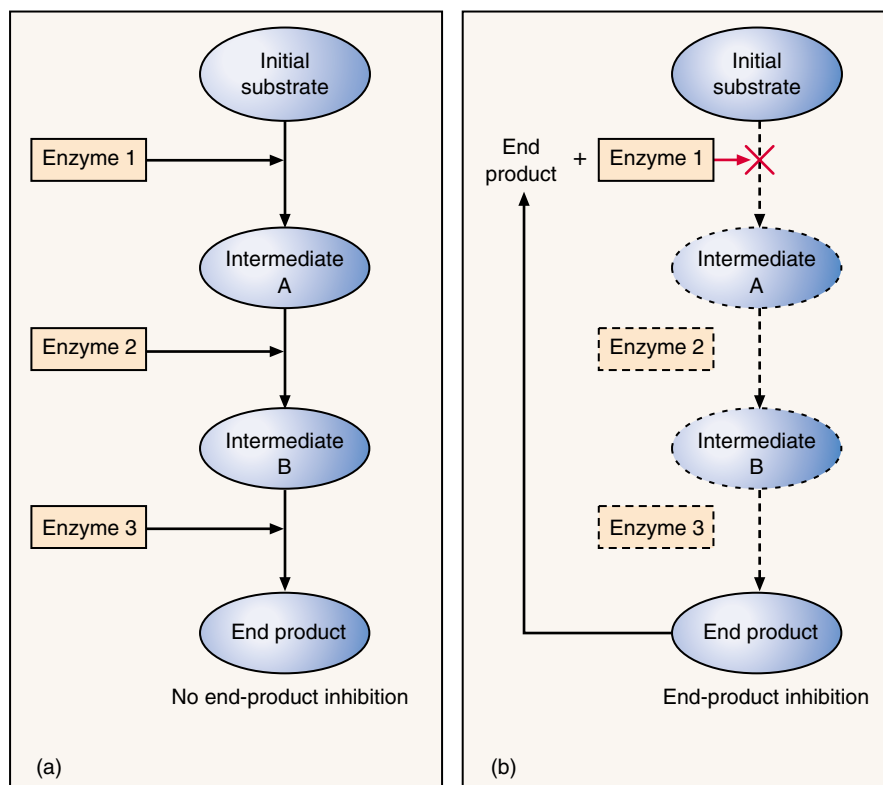 Initial
substrate
Enzyme 1
Intermediate
A
Enzyme 2
Intermediate
B
Enzyme 3
End product
No end-product inhibition
(a)
Initial
substrate
End
product
+
Enzyme 1
Intermediate
A
Enzyme 2
Intermediate
B
Enzyme 3
End product
End-product inhibition
(b)